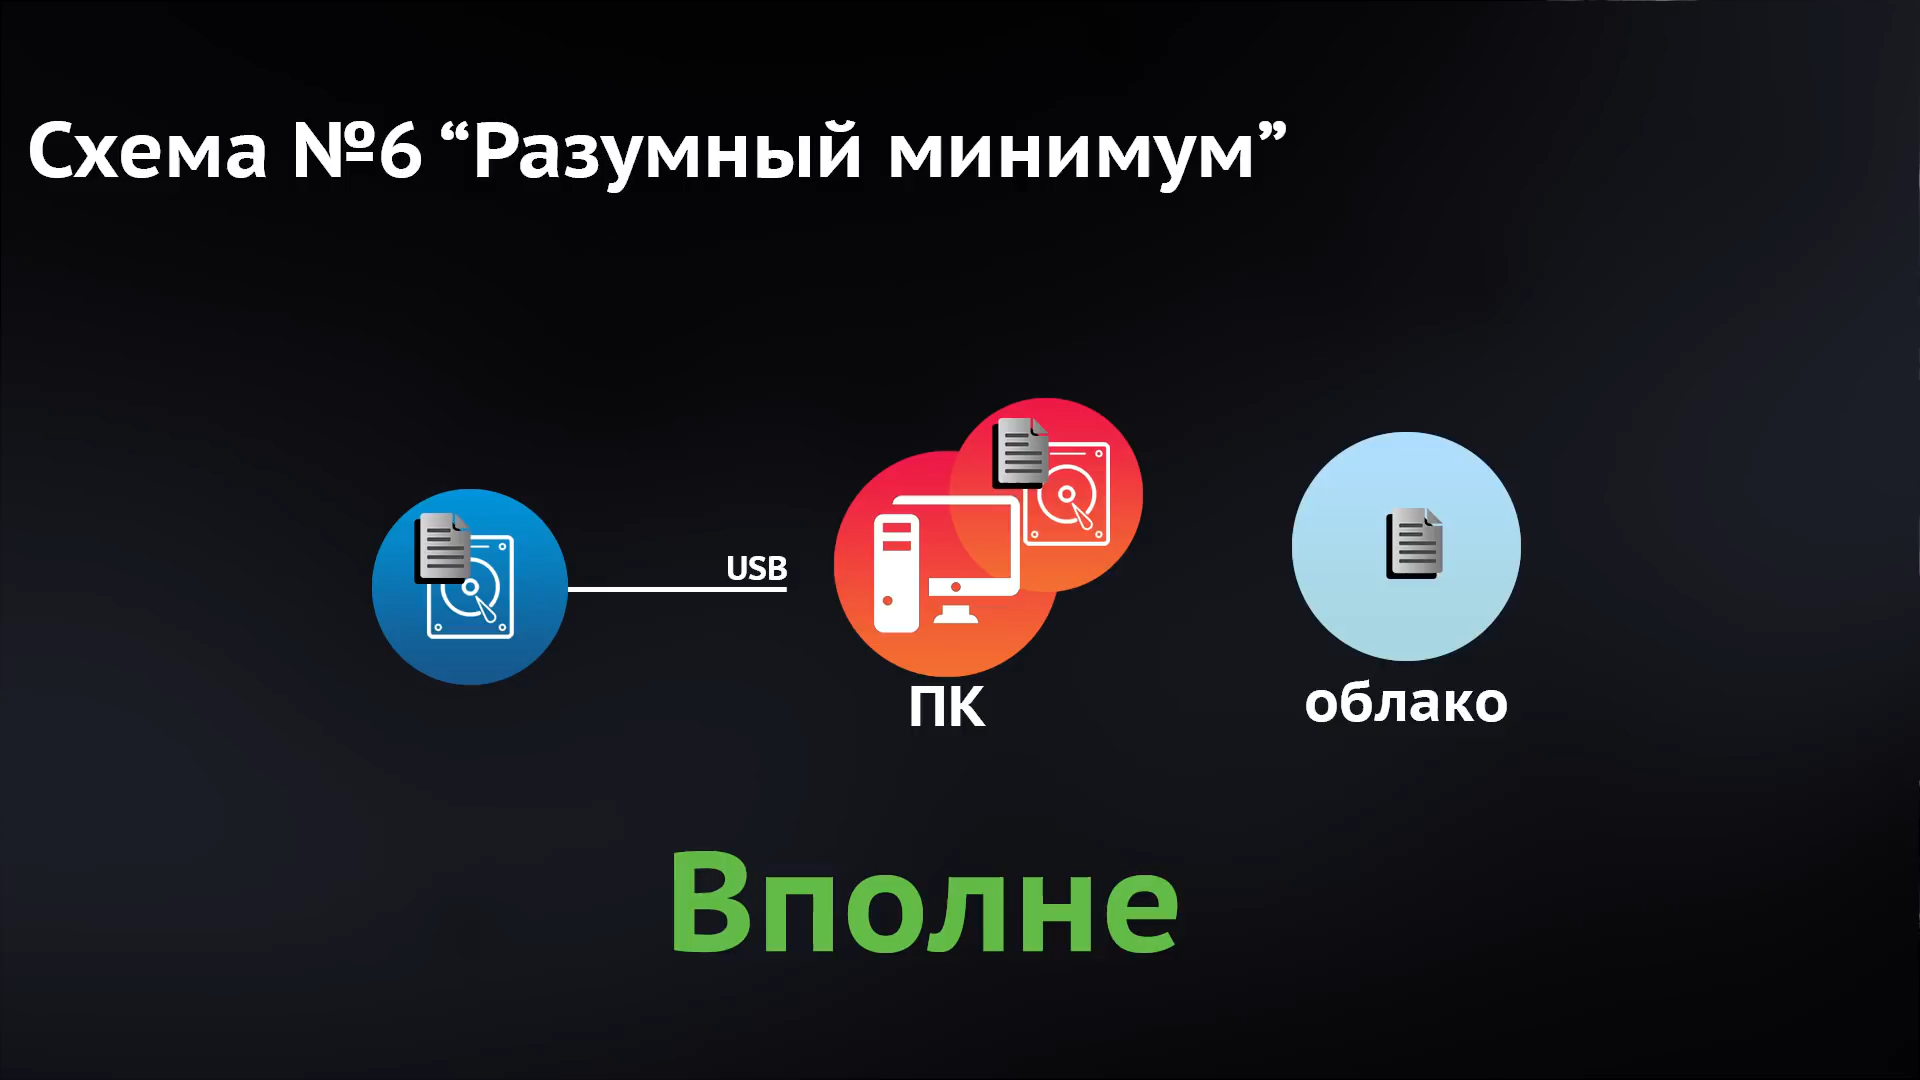 Схема №6 “Разумный минимум”
USB
ПК
облако
Вполне